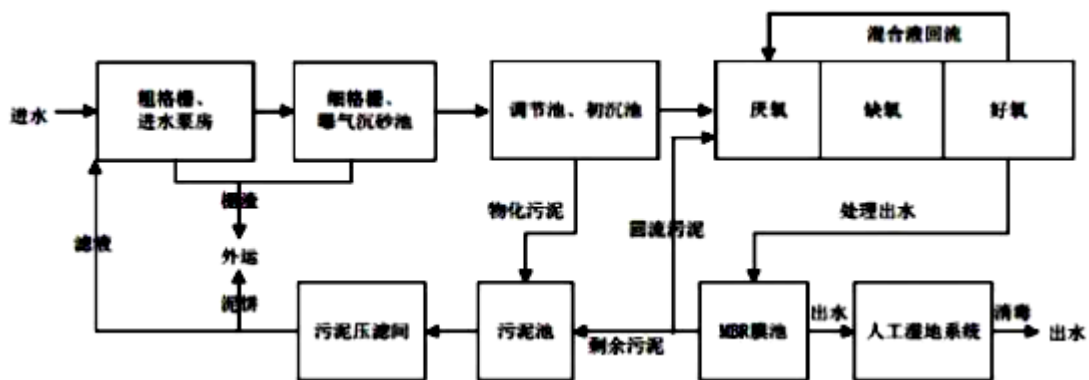 混合液回流
进水
粗格栅、
进水泵房
细格栅、
曝气沉砂池
调节池、初沉池
厌氧
缺氧
好氧
栅渣
物化污泥
回流污泥
处理出水
滤液
外运
泥饼
污泥压滤间
污泥池
剩余污泥
MBR膜池
出水
人工湿地系统
消毒
出水